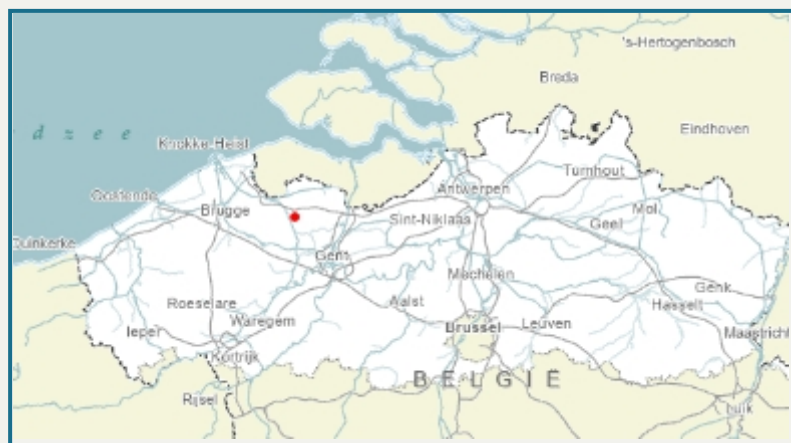 's-Hertogenbosch
Breda
Eindhoven
d z e e
Knokke-Heist
Turnhout
Antwerpen
Oostende
Brugge
Mol
Sint-Niklaas
Geel
Duinkerke
Gent
Mechelen
Genk
Roeselare
Aalst
Hasselt
Ieper
Waregem
Brussel
Leuven
Maastricht
Kortrijk
BELGIË
Rijsel
Luik